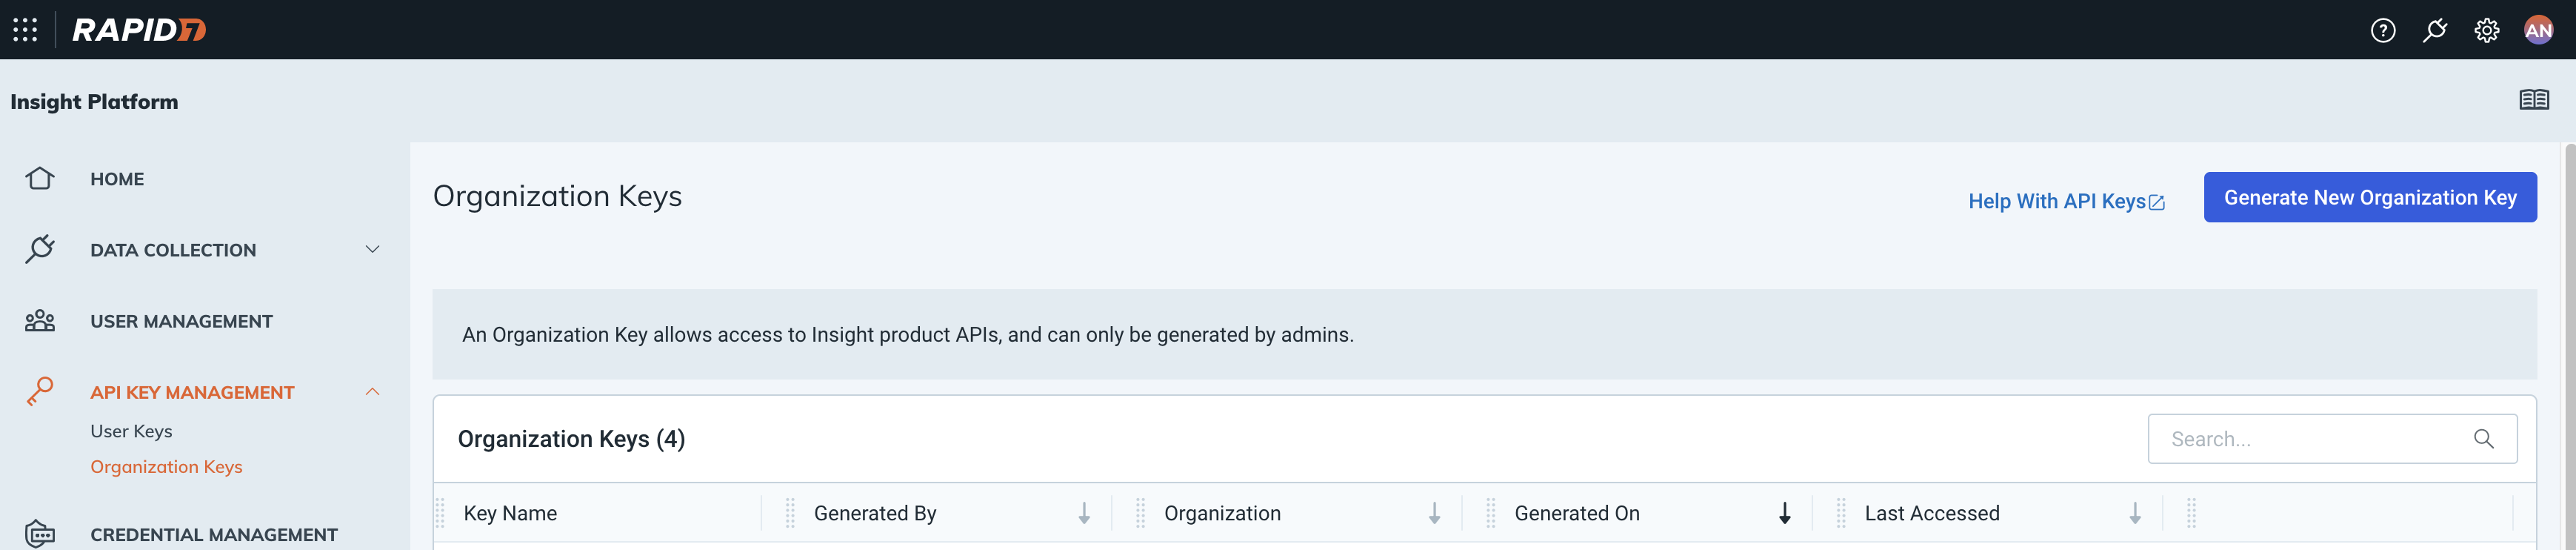 RAPID7
AN
Insight Platform
HOME
DATA COLLECTION
USER MANAGEMENT
API KEY MANAGEMENT
User Keys
Organization Keys
CREDENTIAL MANAGEMENT
Organization Keys
Help With API Keys
Generate New Organization Key
An Organization Key allows access to Insight product APIs, and can only be generated by admins.
Organization Keys (4)
Search...
Key Name
Generated By
Organization
Generated On
Last Accessed